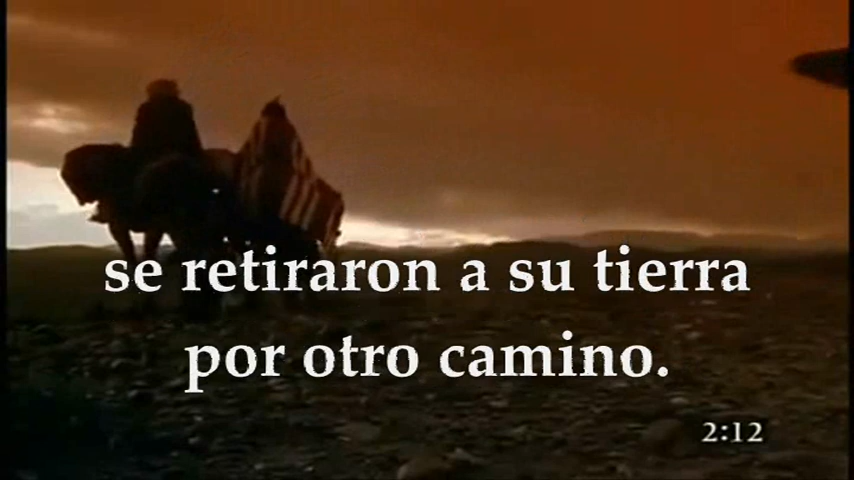 se retiraron a su tierra
por otro camino.
2:12